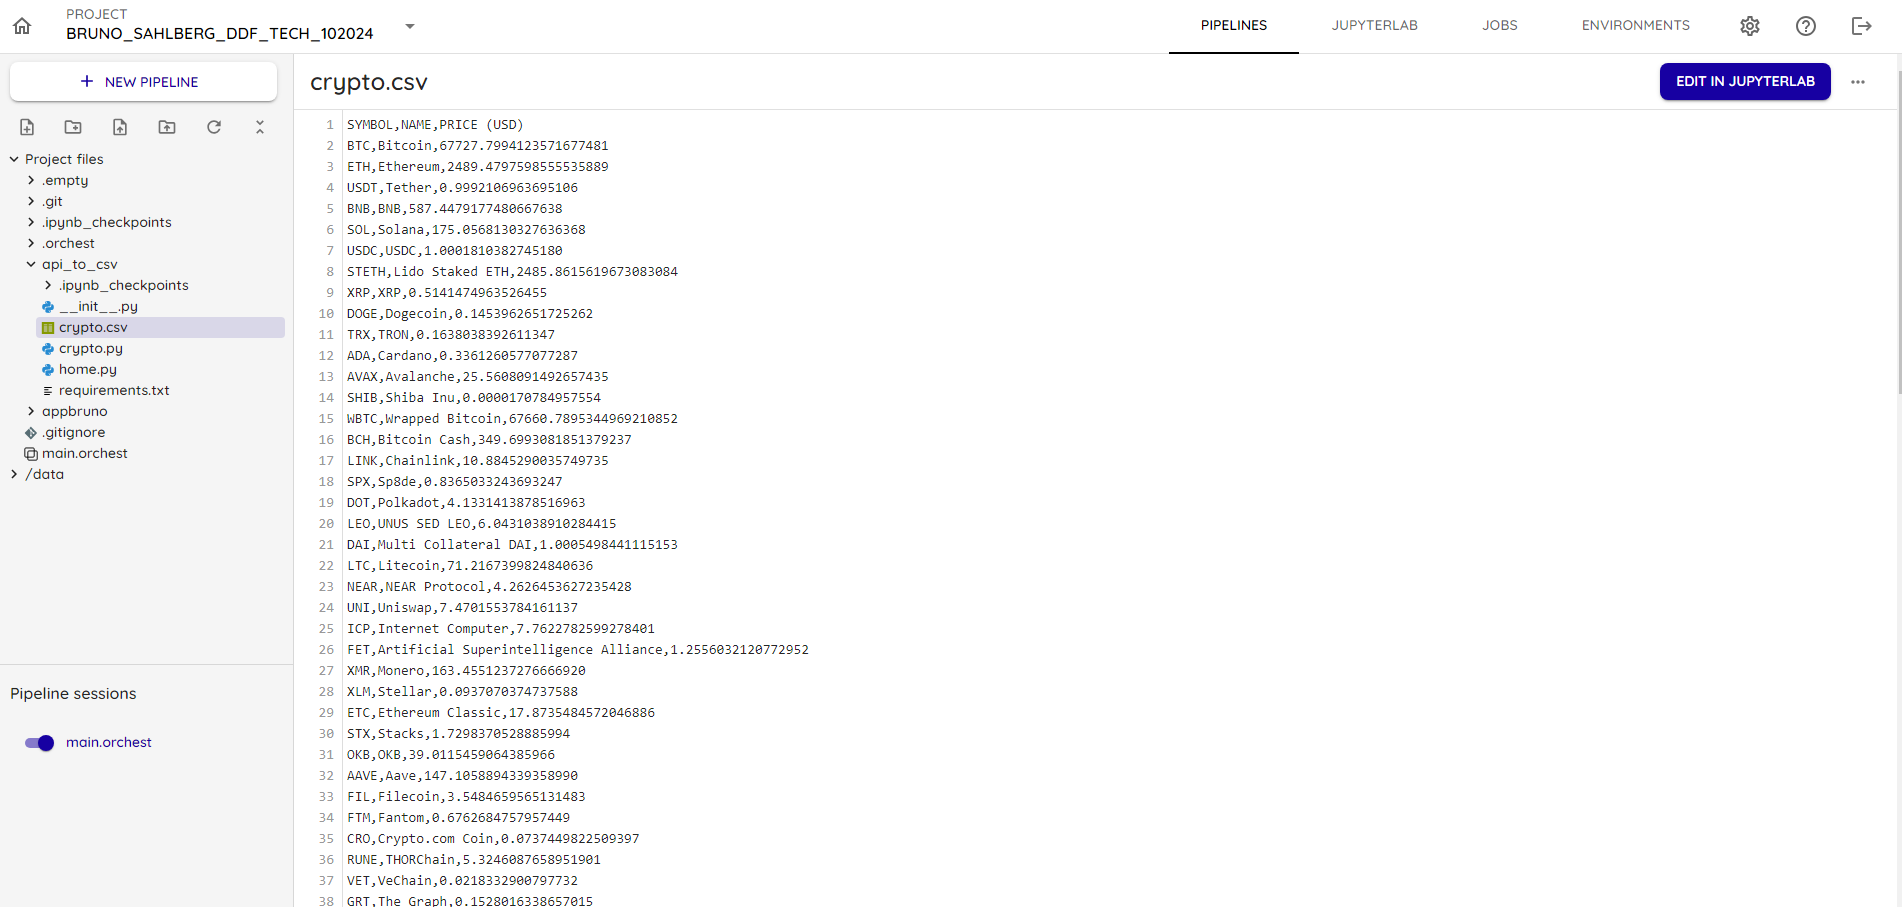 PROJECT
BRUNO_SAHLBERG_DDF_TECH_102024
PIPELINES
JUPYTERLAB
JOBS
ENVIRONMENTS
NEW PIPELINE
Project files
.empty
.git
.ipynb_checkpoints
.orchest
api_to_csv
.ipynb_checkpoints
__init__.py
crypto.csv
crypto.py
home.py
requirements.txt
appbruno
.gitignore
main.orchest
/data
Pipeline sessions
main.orchest
crypto.csv
EDIT IN JUPYTERLAB
1 SYMBOL,NAME,PRICE (USD)
2 BTC,Bitcoin,67727.7994123571677481
3 ETH,Ethereum,2489.4797598555535889
4 USDT,Tether,0.9992106963695106
5 BNB,BNB,587.4479177480667638
6 SOL,Solana,175.0568130327636368
7 USDC,USDC,1.0001810382745180
8 STETH,Lido Staked ETH,2485.8615619673083084
9 XRP,XRP,0.5141474963526455
10 DOGE,Dogecoin,0.1453962651725262
11 TRX,TRON,0.1638038392611347
12 ADA,Cardano,0.3361260577077287
13 AVAX,Avalanche,25.5608091492657435
14 SHIB,Shiba Inu,0.0000170784957554
15 WBTC,Wrapped Bitcoin,67660.7895344969210852
16 BCH,Bitcoin Cash,349.6993081851379237
17 LINK,Chainlink,10.8845290035749735
18 SPX,Sp8de,0.8365033243693247
19 DOT,Polkadot,4.1331413878516963
20 LEO,UNUS SED LEO,6.0431038910284415
21 DAI,Multi Collateral DAI,1.0005498441115153
22 LTC,Litecoin,71.2167399824840636
23 NEAR,NEAR Protocol,4.2626453627235428
24 UNI,Uniswap,7.4701553784161137
25 ICP,Internet Computer,7.7622782599278401
26 FET,Artificial Superintelligence Alliance,1.2556032120772952
27 XMR,Monero,163.4551237276666920
28 XLM,Stellar,0.0937070374737588
29 ETC,Ethereum Classic,17.8735484572046886
30 STX,Stacks,1.7298370528885994
31 OKB,OKB,39.0115459064385966
32 AAVE,Aave,147.1058894339358990
33 FIL,Filecoin,3.5484659565131483
34 FTM,Fantom,0.6762684757957449
35 CRO,Crypto.com Coin,0.0737449822509397
36 RUNE,THORChain,5.3246087658951901
37 VET,VeChain,0.0218332900797732
38 GRT,The Graph,0.1528016338657015